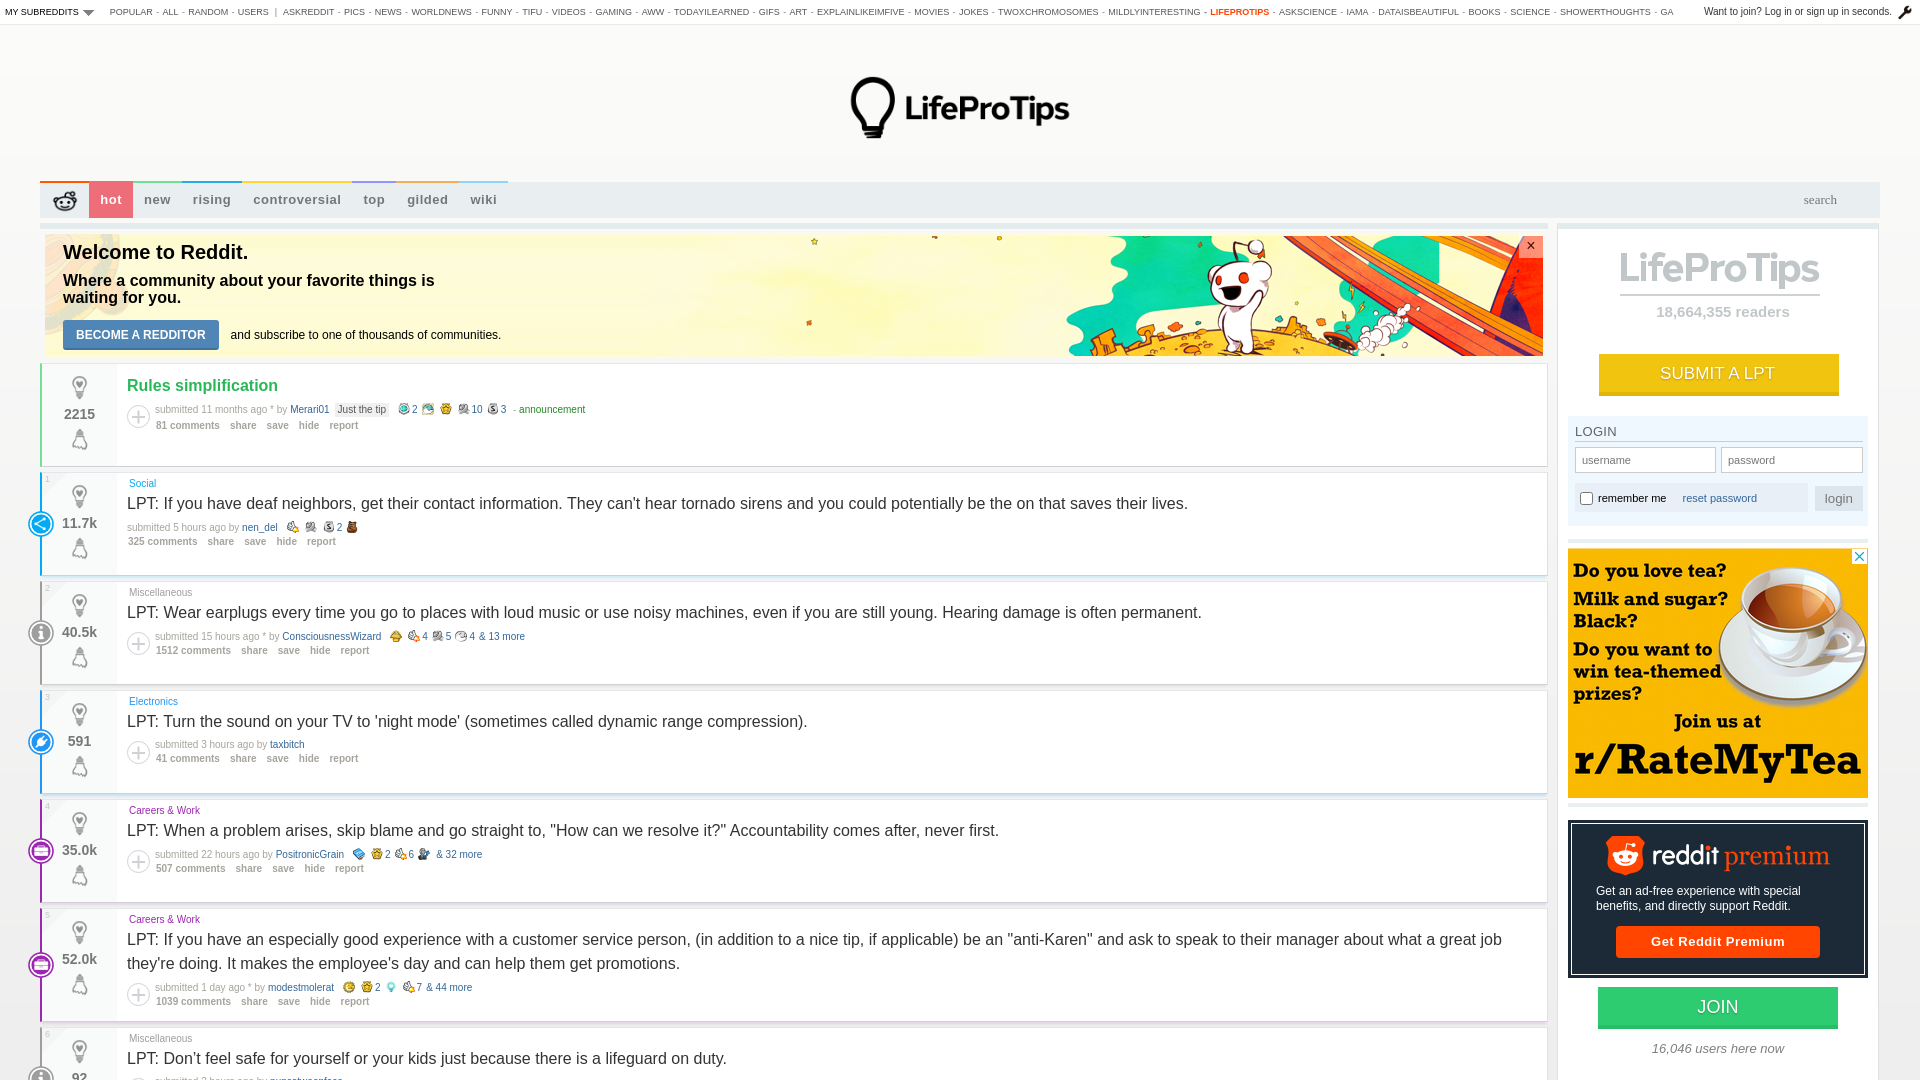 MY SUBREDDITS POPULAR - ALL - RANDOM - USERS | ASKREDDIT - PICS - NEWS - WORLDNEWS - FUNNY - TIFU - VIDEOS - GAMING - AWW - TODAYILEARNED - GIFS - ART - EXPLAINLIKEIMFIVE - MOVIES - JOKES - TWOXCHROMOSOMES - MILDLYINTERESTING - LIFEPROTIPS - ASKSCIENCE - IAMA - DATAISBEAUTIFUL - BOOKS - SCIENCE - SHOWERTHOUGHTS - GA
Want to join? Log in or sign up in seconds.
LifeProTips
hot new rising controversial top gilded wiki
search
Welcome to Reddit.
Where a community about your favorite things is
waiting for you.
BECOME A REDDITOR and subscribe to one of thousands of communities.
×
2215
Rules simplification
submitted 11 months ago * by Merari01 Just the tip 2 10 3 - announcement
81 comments share save hide report
1
11.7k
Social
LPT: If you have deaf neighbors, get their contact information. They can't hear tornado sirens and you could potentially be the on that saves their lives.
submitted 5 hours ago by nen_del 2
325 comments share save hide report
2
40.5k
Miscellaneous
LPT: Wear earplugs every time you go to places with loud music or use noisy machines, even if you are still young. Hearing damage is often permanent.
submitted 15 hours ago * by ConsciousnessWizard 4 5 4 & 13 more
1512 comments share save hide report
3
591
Electronics
LPT: Turn the sound on your TV to 'night mode' (sometimes called dynamic range compression).
submitted 3 hours ago by taxbitch
41 comments share save hide report
4
35.0k
Careers & Work
LPT: When a problem arises, skip blame and go straight to, "How can we resolve it?" Accountability comes after, never first.
submitted 22 hours ago by PositronicGrain 2 6 & 32 more
507 comments share save hide report
5
52.0k
Careers & Work
LPT: If you have an especially good experience with a customer service person, (in addition to a nice tip, if applicable) be an "anti-Karen" and ask to speak to their manager about what a great job
they're doing. It makes the employee's day and can help them get promotions.
submitted 1 day ago * by modestmolerat 2 7 & 44 more
1039 comments share save hide report
6
92
Miscellaneous
LPT: Don’t feel safe for yourself or your kids just because there is a lifeguard on duty.
LifeProTips
18,664,355 readers
SUBMIT A LPT
LOGIN
username password
remember me reset password login
Do you love tea?
Milk and sugar?
Black?
Do you want to
win tea-themed
prizes?
Join us at
r/RateMyTea
reddit premium
Get an ad-free experience with special
benefits, and directly support Reddit.
Get Reddit Premium
JOIN
16,046 users here now